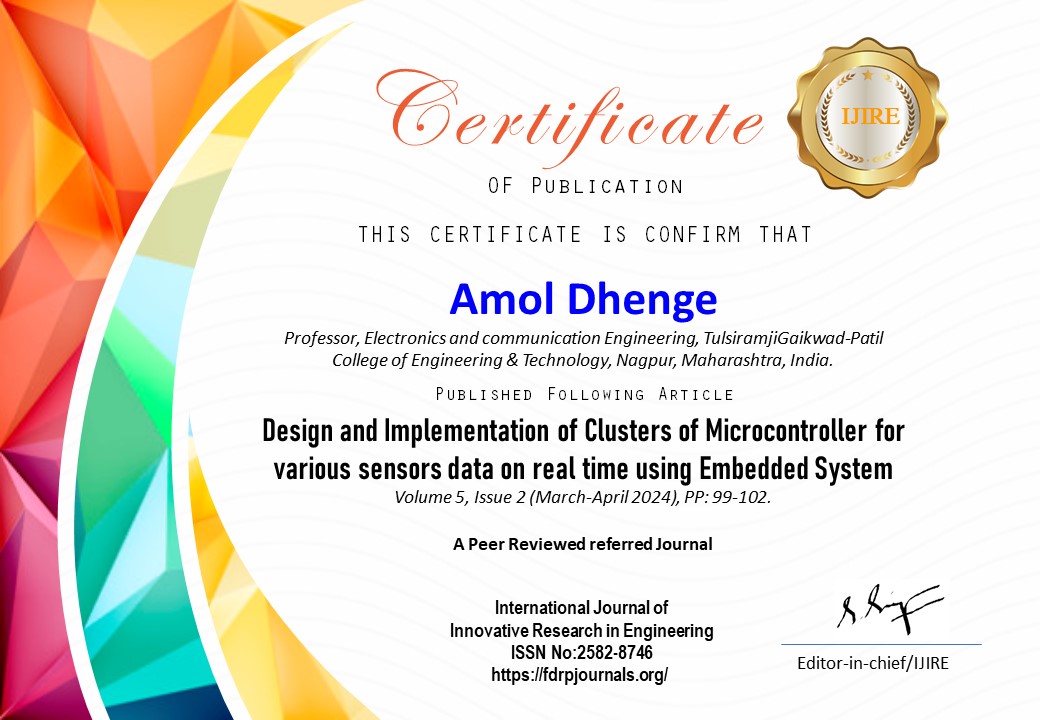 Certificate
IJIRE
OF PUBLICATION
THIS CERTIFICATE IS CONFIRM THAT
Amol Dhenge
Professor, Electronics and communication Engineering, TulsiramjiGaikwad-Patil
College of Engineering & Technology, Nagpur, Maharashtra, India.
PUBLISHED FOLLOWING ARTICLE
Design and Implementation of Clusters of Microcontroller for
various sensors data on real time using Embedded System
Volume 5, Issue 2 (March-April 2024), PP: 99-102.
A Peer Reviewed referred Journal
International Journal of
Innovative Research in Engineering
ISSN No:2582-8746
https://fdrpjournals.org/
Editor-in-chief/IJIRE